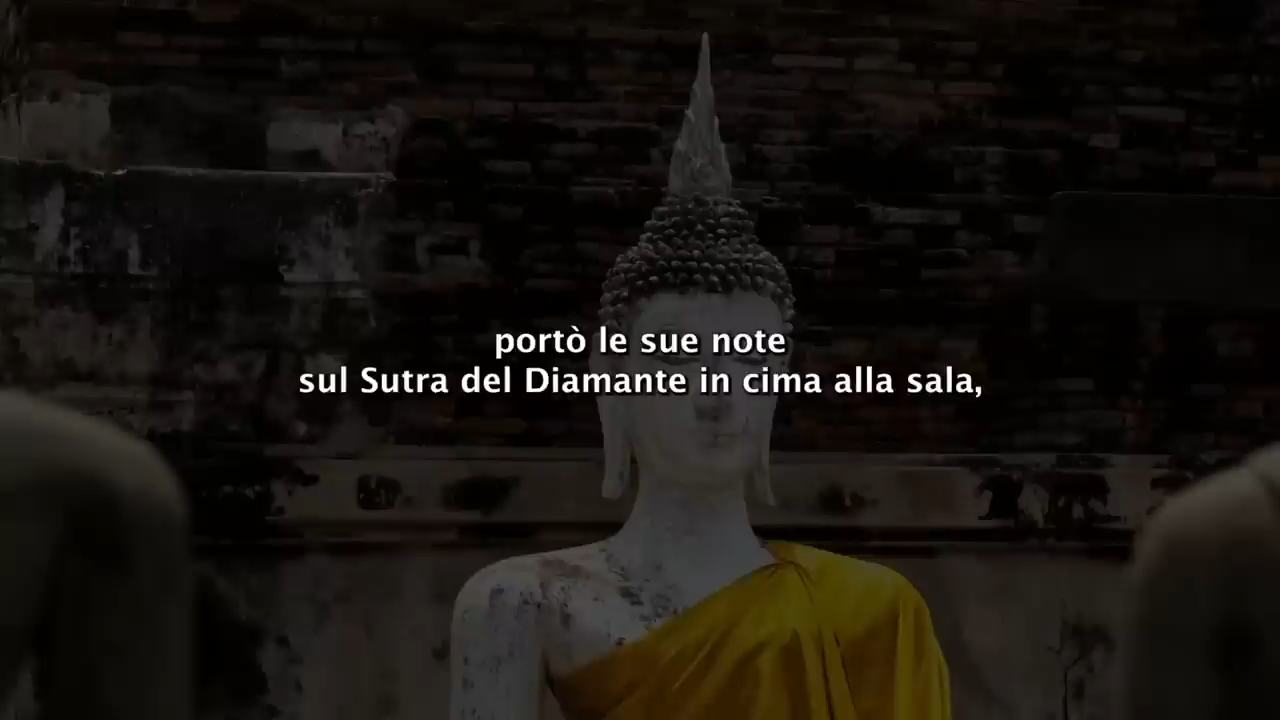 portò le sue note
sul Sutra del Diamante in cima alla sala,